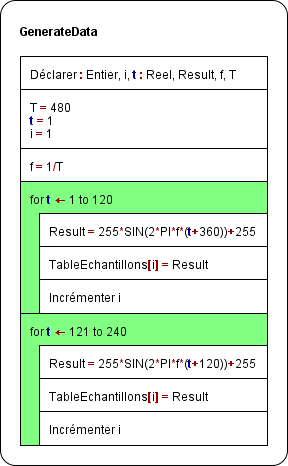 GenerateData
Déclarer : Entier, i, t : Reel, Result, f, T
T = 480
t = 1
i = 1
f = 1/T
for t ← 1 to 120
Result = 255*SIN(2*PI*f*(t+360))+255
TableEchantillons[i] = Result
Incrémenter i
for t ← 121 to 240
Result = 255*SIN(2*PI*f*(t+120))+255
TableEchantillons[i] = Result
Incrémenter i